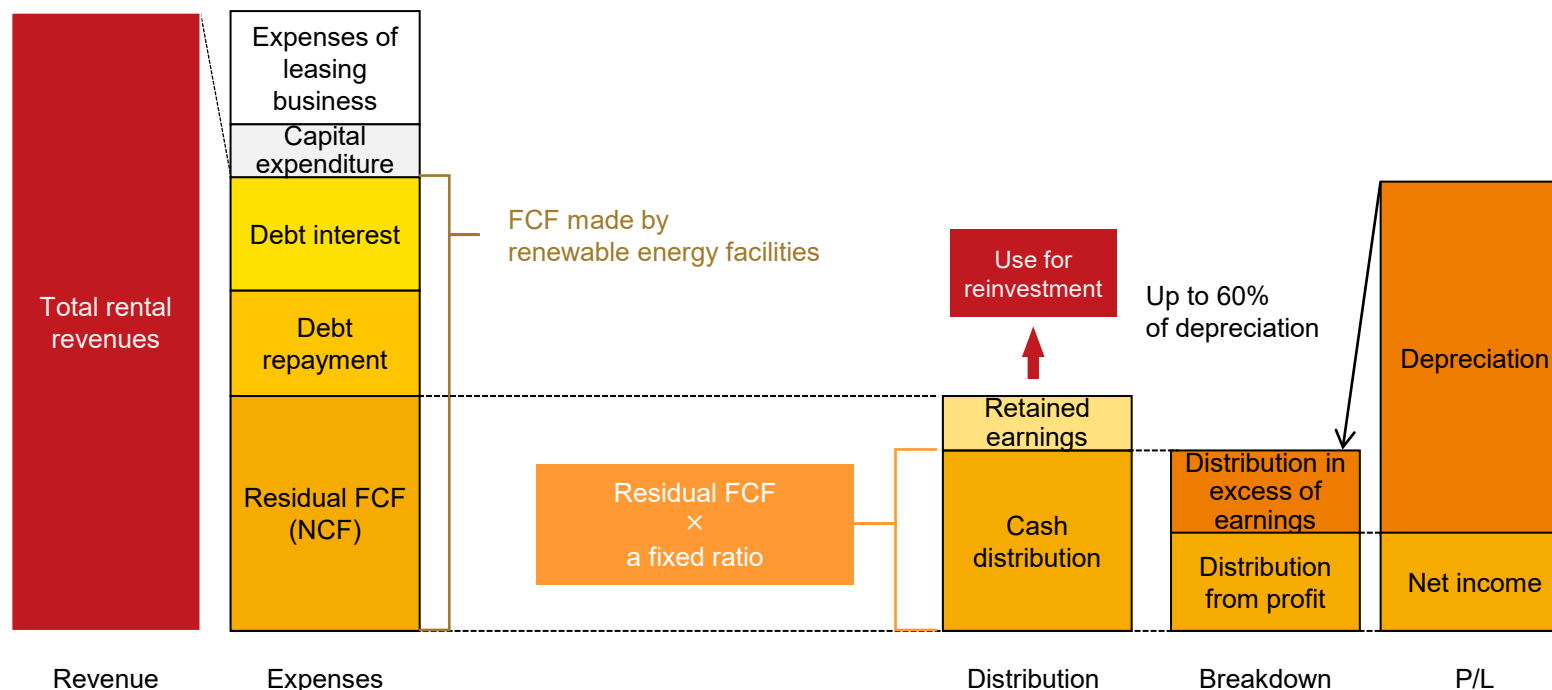 Total rental
revenues
Expenses of
leasing
business
Capital
expenditure
Debt interest
Debt
repayment
Residual FCF
(NCF)
FCF made by
renewable energy facilities
Residual FCF
×
a fixed ratio
Use for
reinvestment
Retained
earnings
Cash
distribution
Up to 60%
of depreciation
Distribution in
excess of
earnings
Distribution
from profit
Depreciation
Net income
Revenue
Expenses
Distribution
Breakdown
P/L